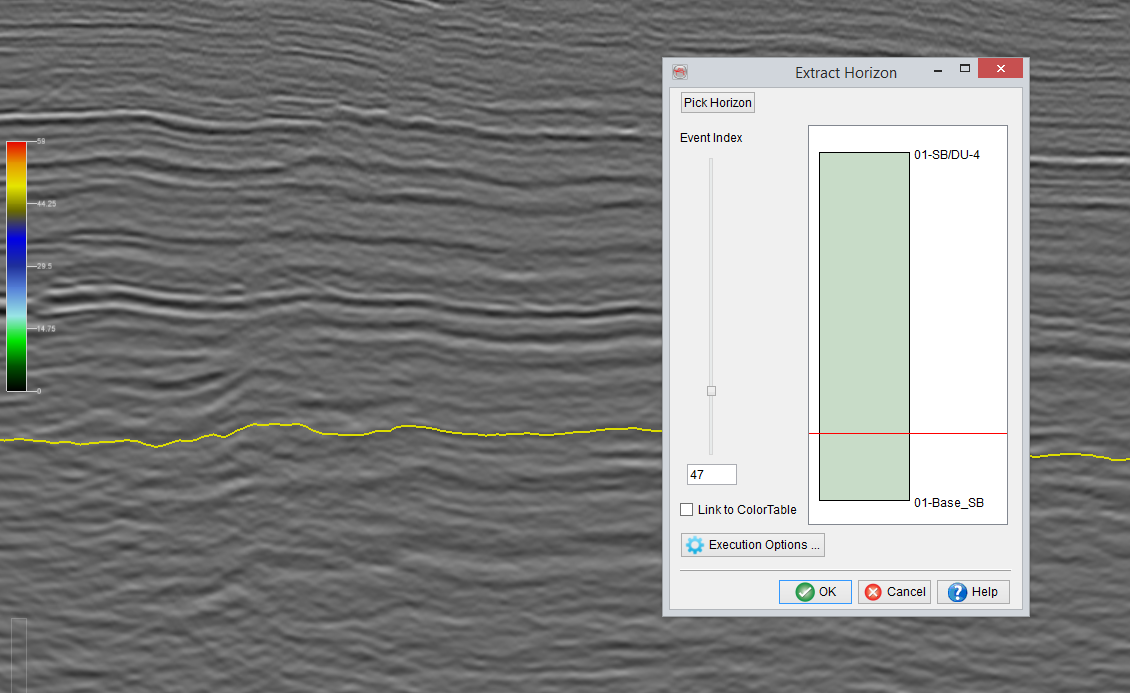 Extract Horizon
Pick Horizon
Event Index
01-SB/DU-4
58
44.25
29.5
14.75
0
47
01-Base_SB
Link to ColorTable
Execution Options ...
OK
Cancel
Help